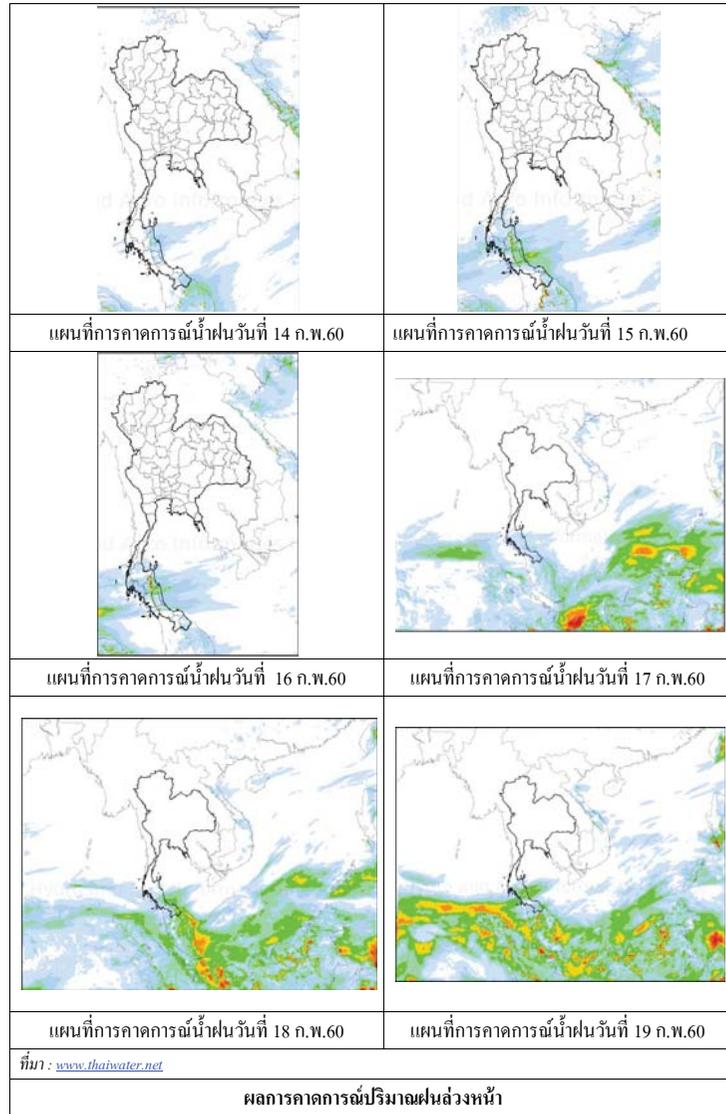 แผนที่การคาดการณ์น้ำฝนวันที่ 14 ก.พ.60
แผนที่การคาดการณ์น้ำฝนวันที่ 15 ก.พ.60
แผนที่การคาดการณ์น้ำฝนวันที่ 16 ก.พ.60
แผนที่การคาดการณ์น้ำฝนวันที่ 17 ก.พ.60
แผนที่การคาดการณ์น้ำฝนวันที่ 18 ก.พ.60
แผนที่การคาดการณ์น้ำฝนวันที่ 19 ก.พ.60
ที่มา : www.thaiwater.net
ผลการคาดการณ์ปริมาณฝนล่วงหน้า